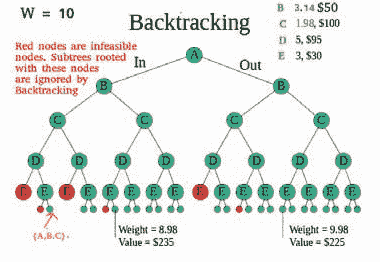 W = 10
Backtracking
B 3.14 $50
C 1.98, $100
D 5, $95
E 3, $30
Red nodes are infeasible
nodes. Subtrees rooted
with these nodes
are ignored by
Backtracking
In
Out
A
B B
C C C C
D D D D D D D D
E E E E E E E E E E E E E
{A,B.C}
Weight = 8.98
Value = $235
Weight = 9.98
Value = $225